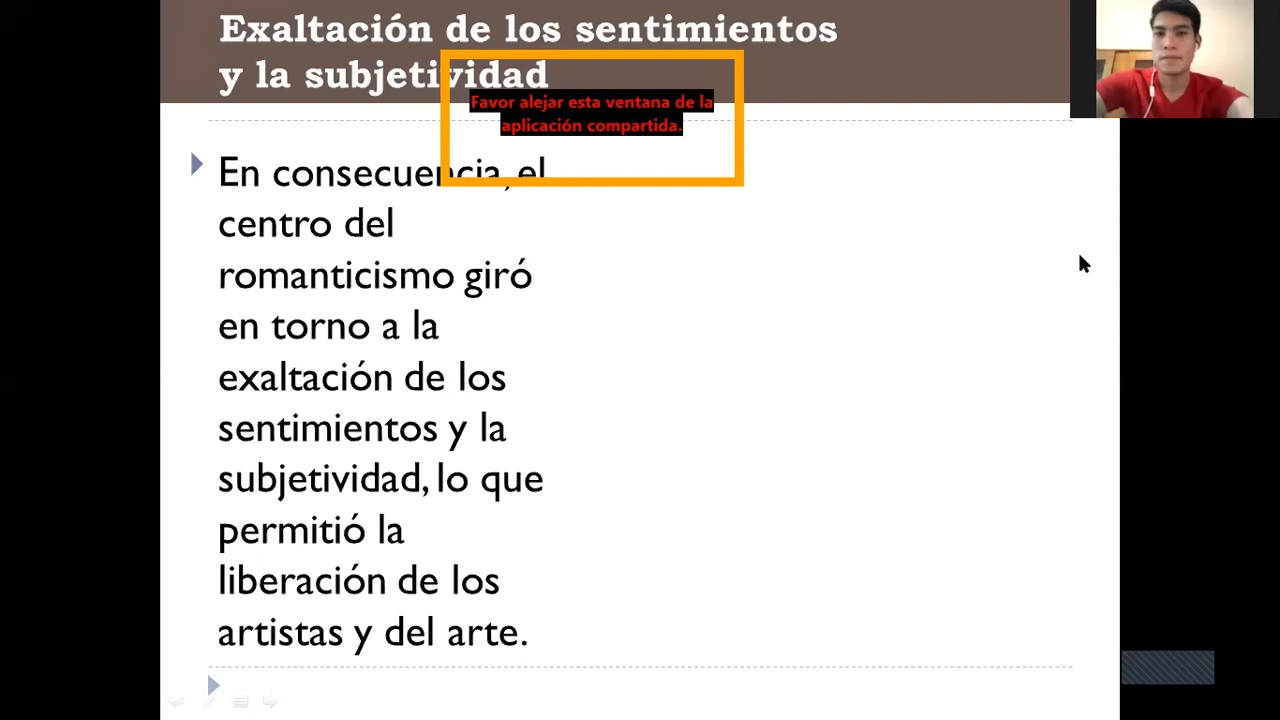 Exaltación de los sentimientos
y la subjetividad
Favor alejar esta ventana de la
aplicación compartida.
En consecuencia, el
centro del
romanticismo giró
en torno a la
exaltación de los
sentimientos y la
subjetividad, lo que
permitió la
liberación de los
artistas y del arte.